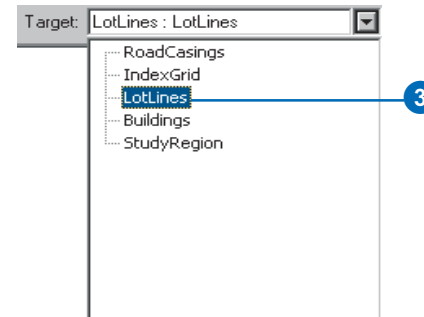 Target: LotLines : LotLines
RoadCasings
IndexGrid
LotLines 3
Buildings
StudyRegion